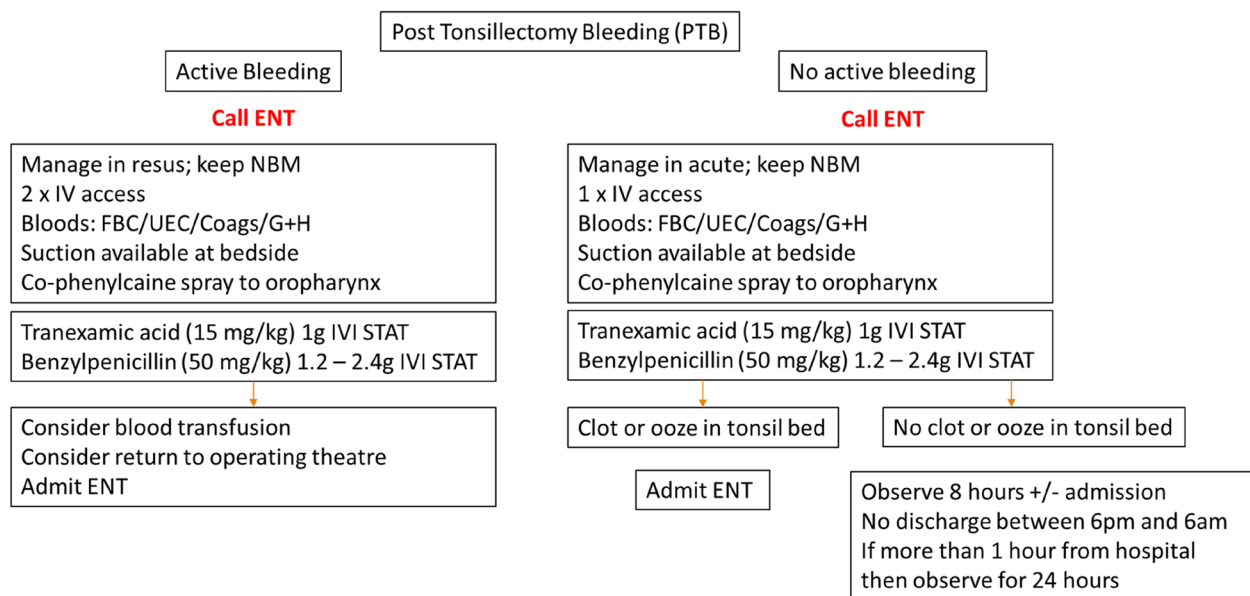 Post Tonsillectomy Bleeding (PTB)
Active Bleeding
Call ENT
Manage in resus; keep NBM
2 x IV access
Bloods: FBC/UEC/Coags/G+H
Suction available at bedside
Co-phenylcaine spray to oropharynx
Tranexamic acid (15 mg/kg) 1g IVI STAT
Benzylpenicillin (50 mg/kg) 1.2 – 2.4g IVI STAT
Consider blood transfusion
Consider return to operating theatre
Admit ENT
No active bleeding
Call ENT
Manage in acute; keep NBM
1 x IV access
Bloods: FBC/UEC/Coags/G+H
Suction available at bedside
Co-phenylcaine spray to oropharynx
Tranexamic acid (15 mg/kg) 1g IVI STAT
Benzylpenicillin (50 mg/kg) 1.2 – 2.4g IVI STAT
Clot or ooze in tonsil bed
Admit ENT
No clot or ooze in tonsil bed
Observe 8 hours +/- admission
No discharge between 6pm and 6am
If more than 1 hour from hospital
then observe for 24 hours